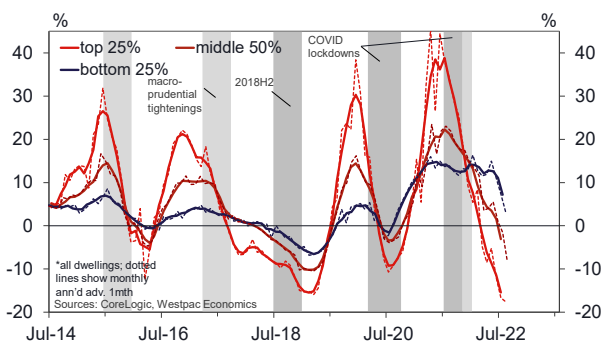 % %
top 25% middle 50%
bottom 25%
COVID
lockdowns
macro-
prudential
tightenings
2018H2
40 40
30 30
20 20
10 10
0 0
-10 -10
-20 -20
*all dwellings; dotted
lines show monthly
ann'd adv. 1mth
Sources: CoreLogic, Westpac Economics
Jul-14 Jul-16 Jul-18 Jul-20 Jul-22